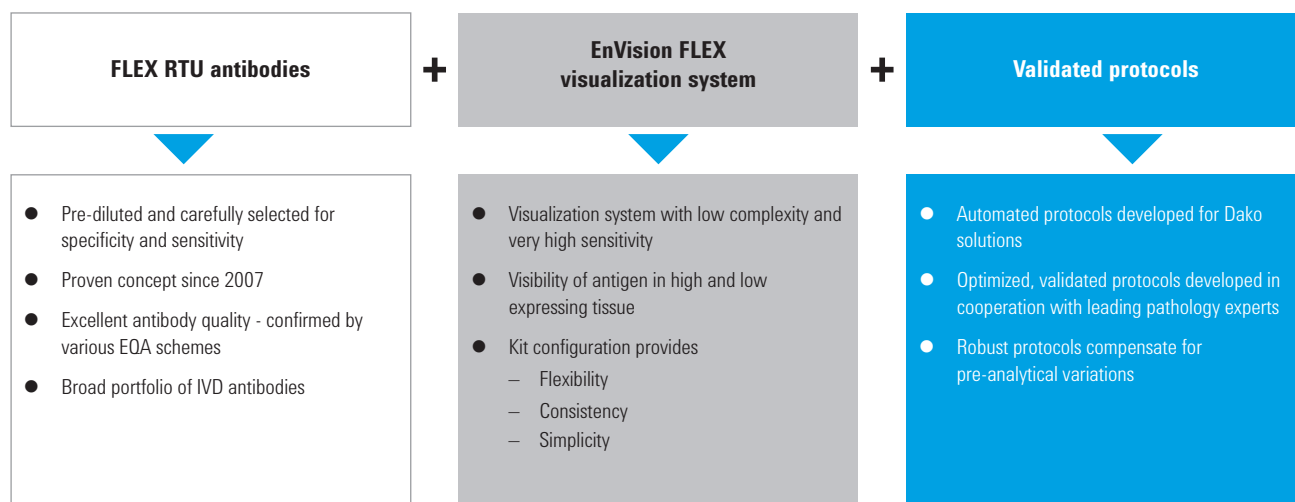 FLEX RTU antibodies
+
EnVision FLEX
visualization system
+
Validated protocols
● Pre-diluted and carefully selected for
specificity and sensitivity
● Proven concept since 2007
● Excellent antibody quality - confirmed by
various EQA schemes
● Broad portfolio of IVD antibodies
● Visualization system with low complexity and
very high sensitivity
● Visibility of antigen in high and low
expressing tissue
● Kit configuration provides
– Flexibility
– Consistency
– Simplicity
● Automated protocols developed for Dako
solutions
● Optimized, validated protocols developed in
cooperation with leading pathology experts
● Robust protocols compensate for
pre-analytical variations